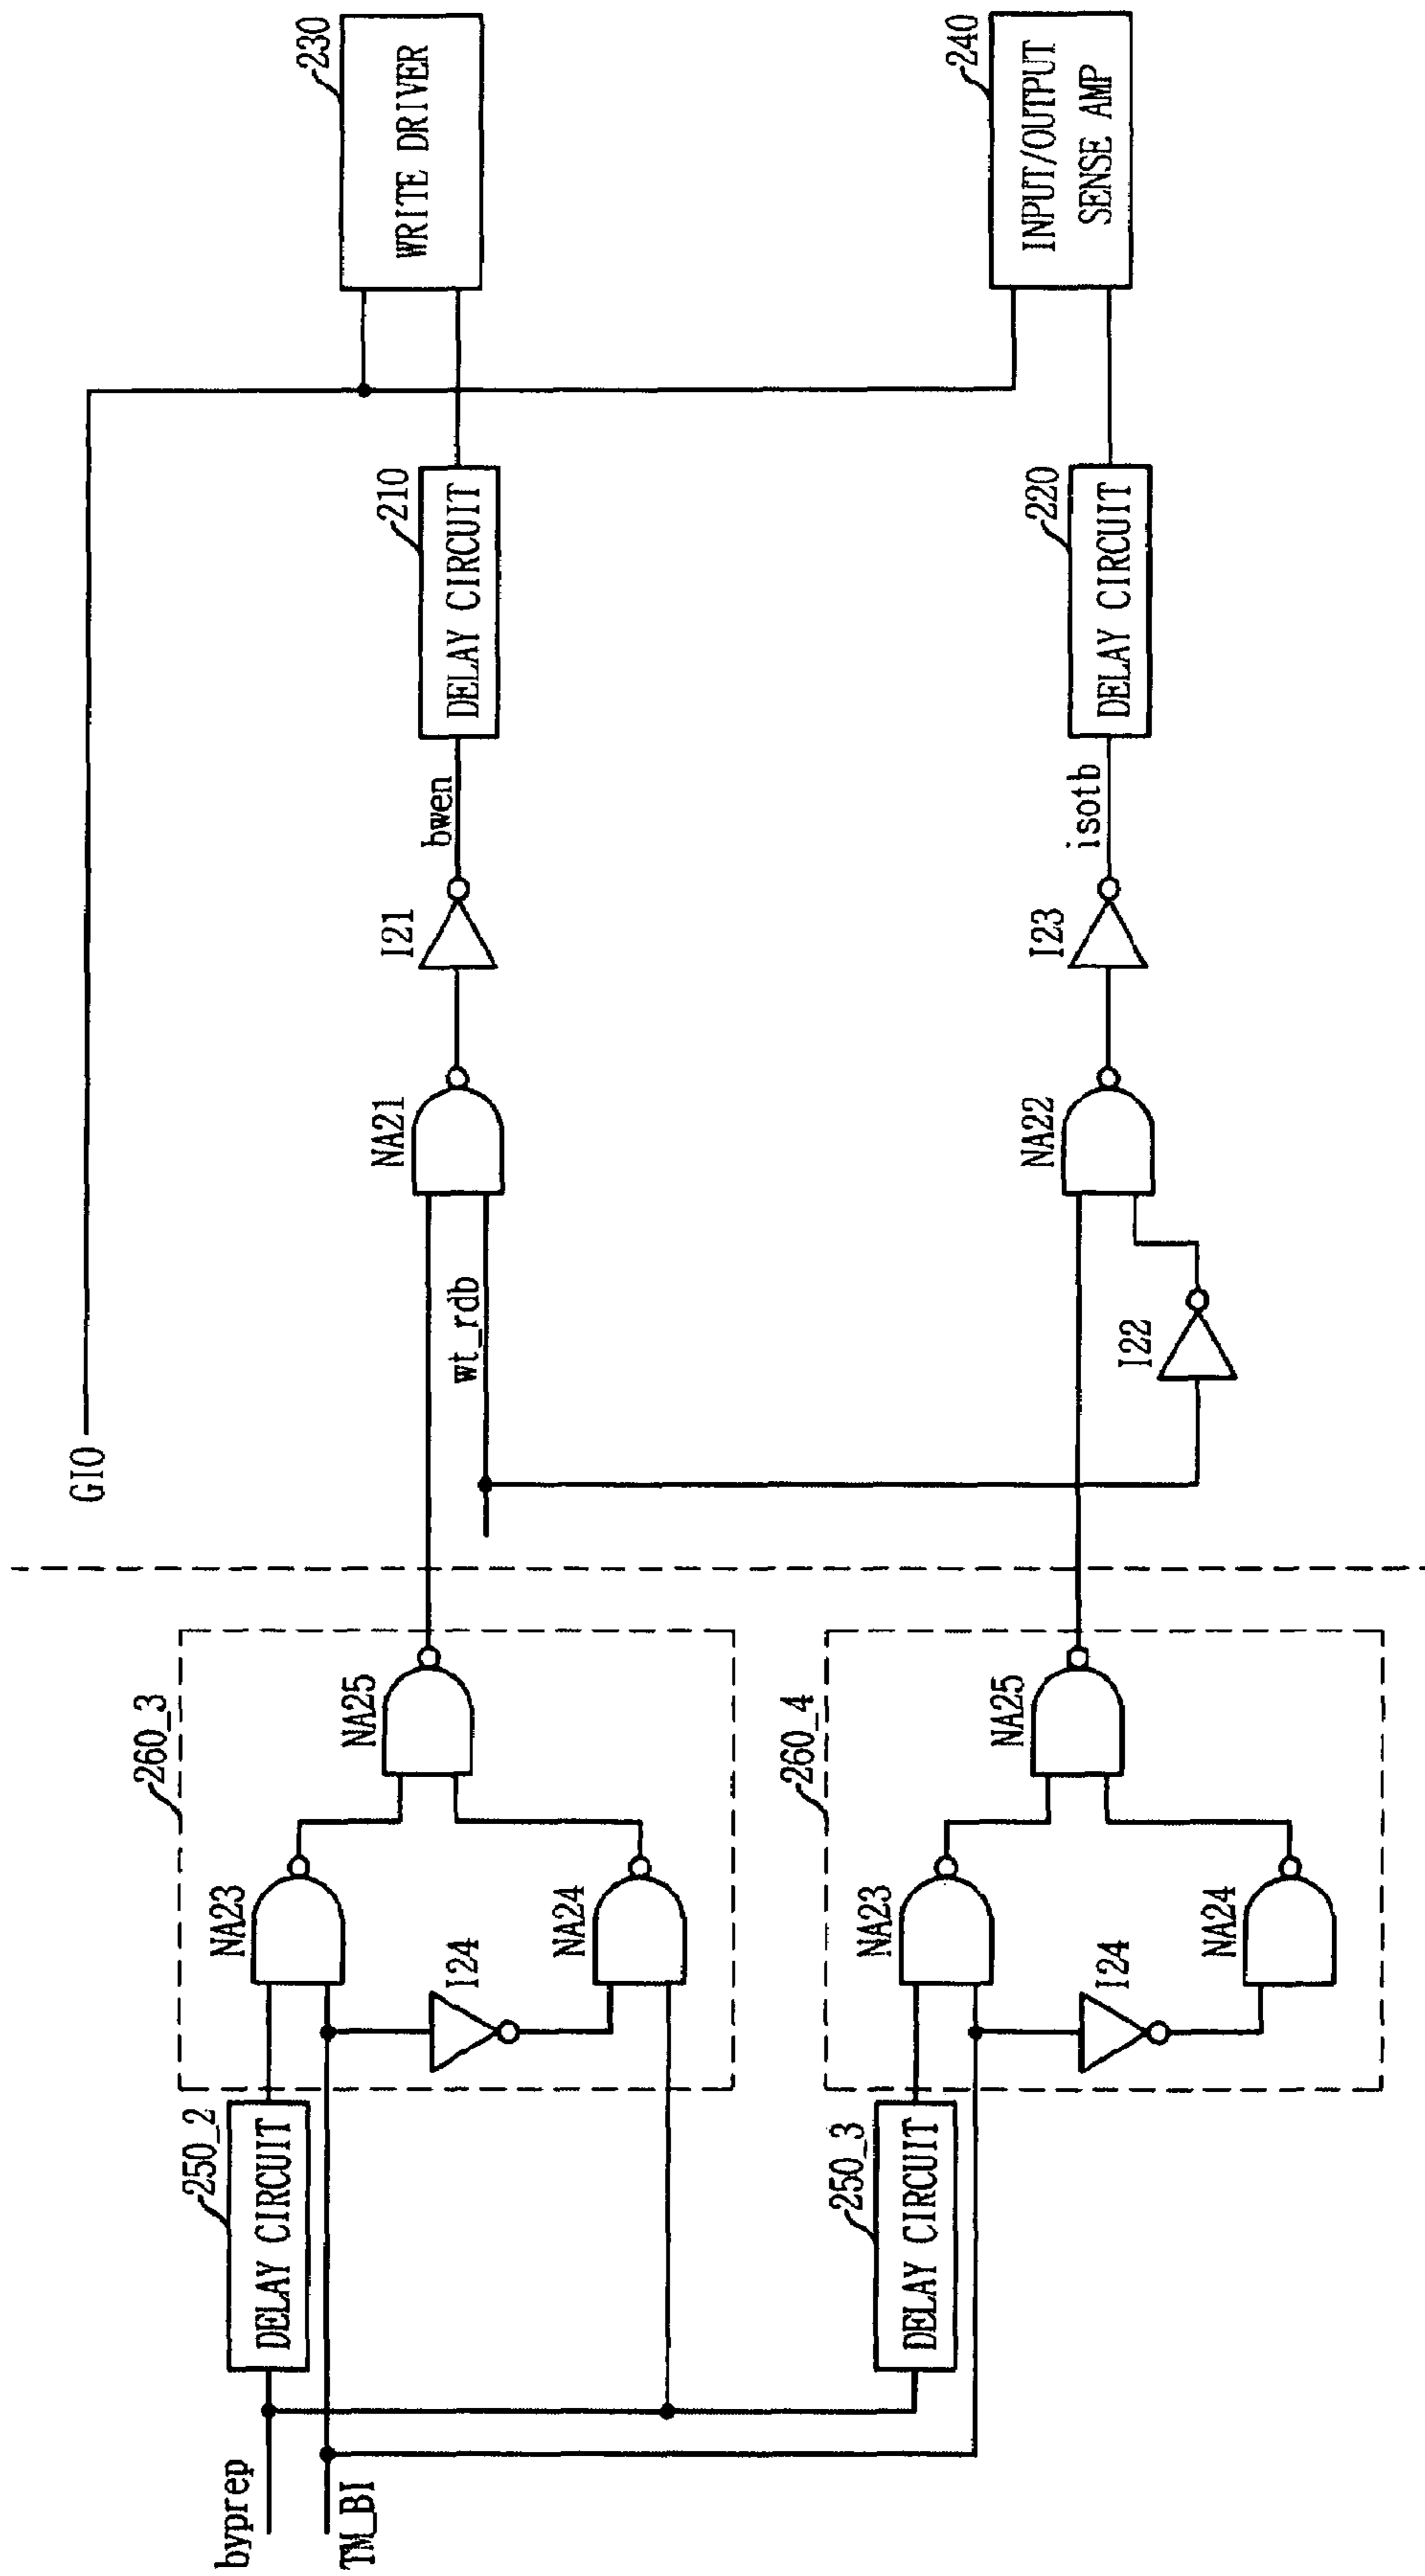 GIO
230
WRITE DRIVER
210
DELAY CIRCUIT
bwen
I21
NA21
wt_rdb
240
INPUT/OUTPUT
SENSE AMP
220
DELAY CIRCUIT
isotb
I23
NA22
I22
260_3
NA25
NA23
NA24
I24
250_2
DELAY CIRCUIT
byprep
TM_BI
260_4
NA25
NA23
NA24
I24
250_3
DELAY CIRCUIT